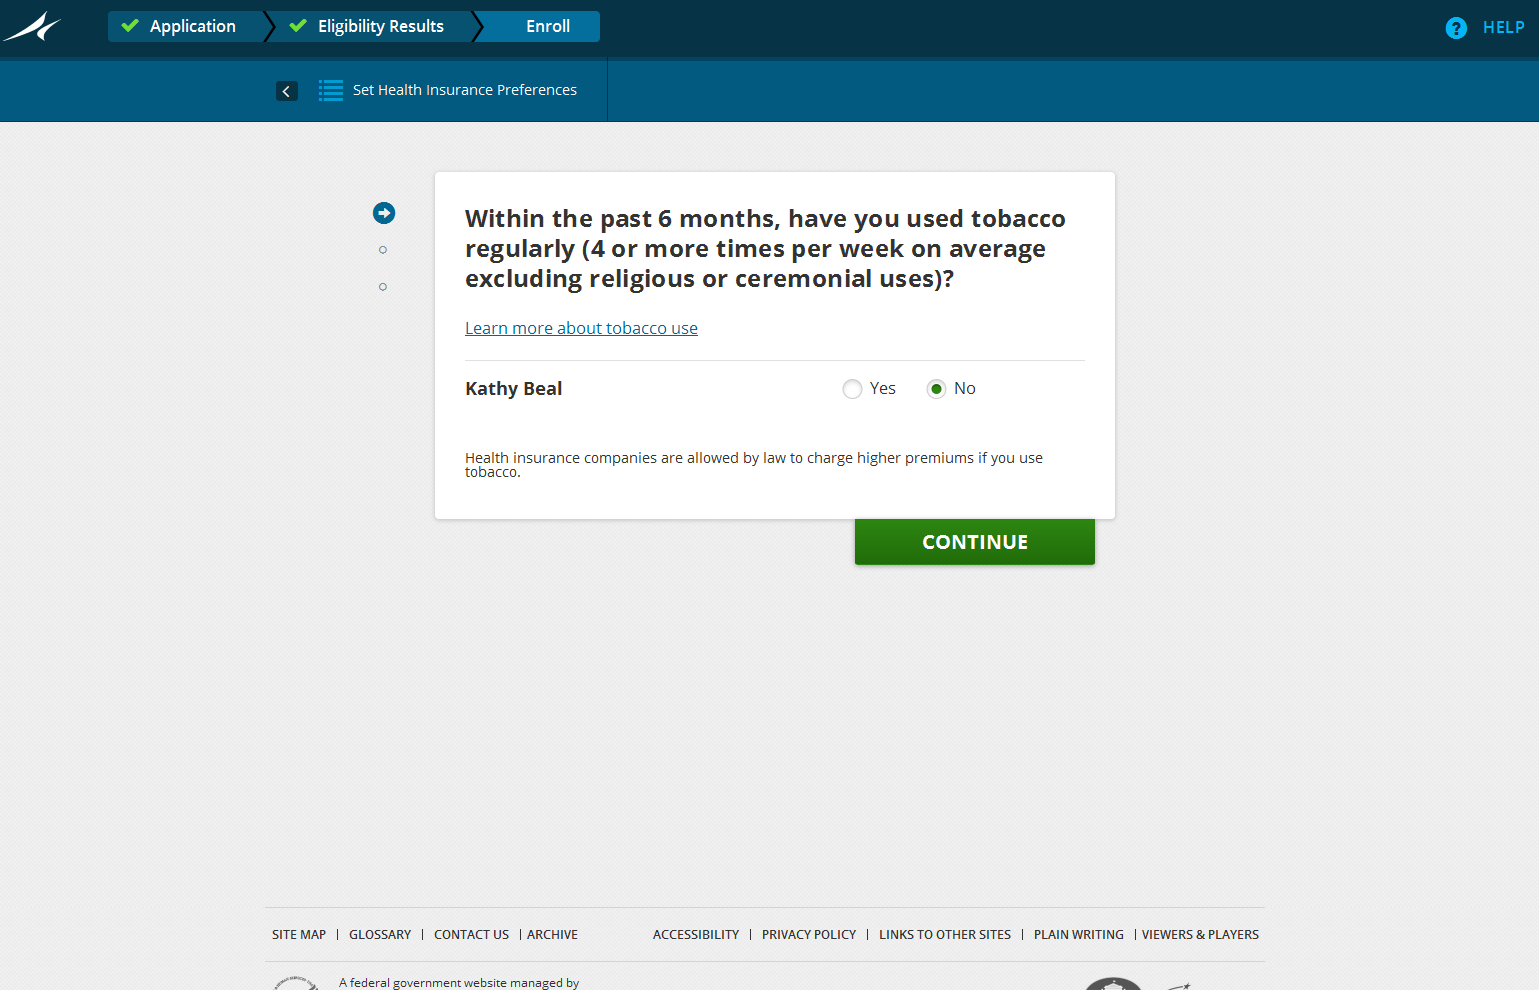 Application
Eligibility Results
Enroll
? HELP
Set Health Insurance Preferences
Within the past 6 months, have you used tobacco
regularly (4 or more times per week on average
excluding religious or ceremonial uses)?
Learn more about tobacco use
Kathy Beal
Yes
No
Health insurance companies are allowed by law to charge higher premiums if you use
tobacco.
CONTINUE
SITE MAP | GLOSSARY | CONTACT US | ARCHIVE
ACCESSIBILITY | PRIVACY POLICY | LINKS TO OTHER SITES | PLAIN WRITING | VIEWERS & PLAYERS
A federal government website managed by